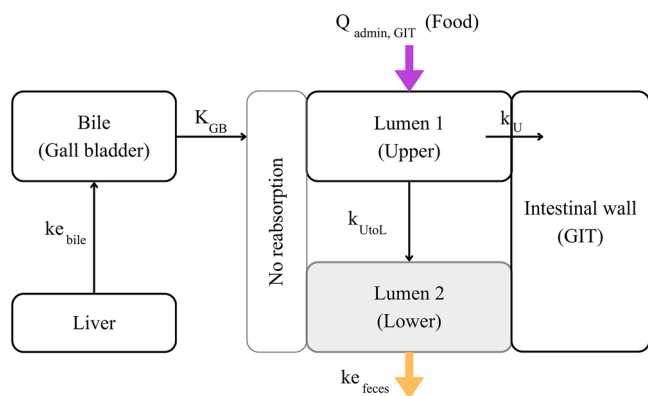 Q admin, GIT (Food)
Bile
(Gall bladder)
K GB
No reabsorption
Lumen 1
(Upper)
k U
Intestinal wall
(GIT)
ke bile
k UtoL
Liver
Lumen 2
(Lower)
ke feces